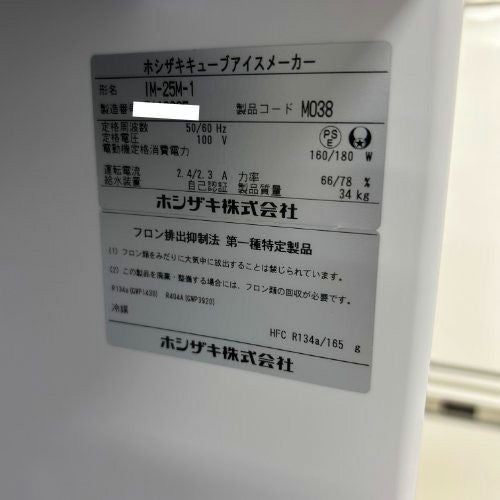 ホシザキキューブアイスメーカー
形名 IM-25M-1
製造番号 製品コード M038
定格周波数 50/60 Hz
定格電圧 100 V
PSE
電動機定格消費電力 160/180 W
運転電流 2.4/2.3 A 力率 66/78 %
給水装置 自己認証 製品質量 34 kg
ホシザキ株式会社
フロン排出抑制法 第一種特定製品
(1) フロン類をみだりに大気中に放出することは禁じられています。
(2) この製品を廃棄・整備する場合には、フロン類の回収が必要です。
R134a(GWP1430) R404A(GWP3920)
冷媒 HFC R134a/165 g
ホシザキ株式会社